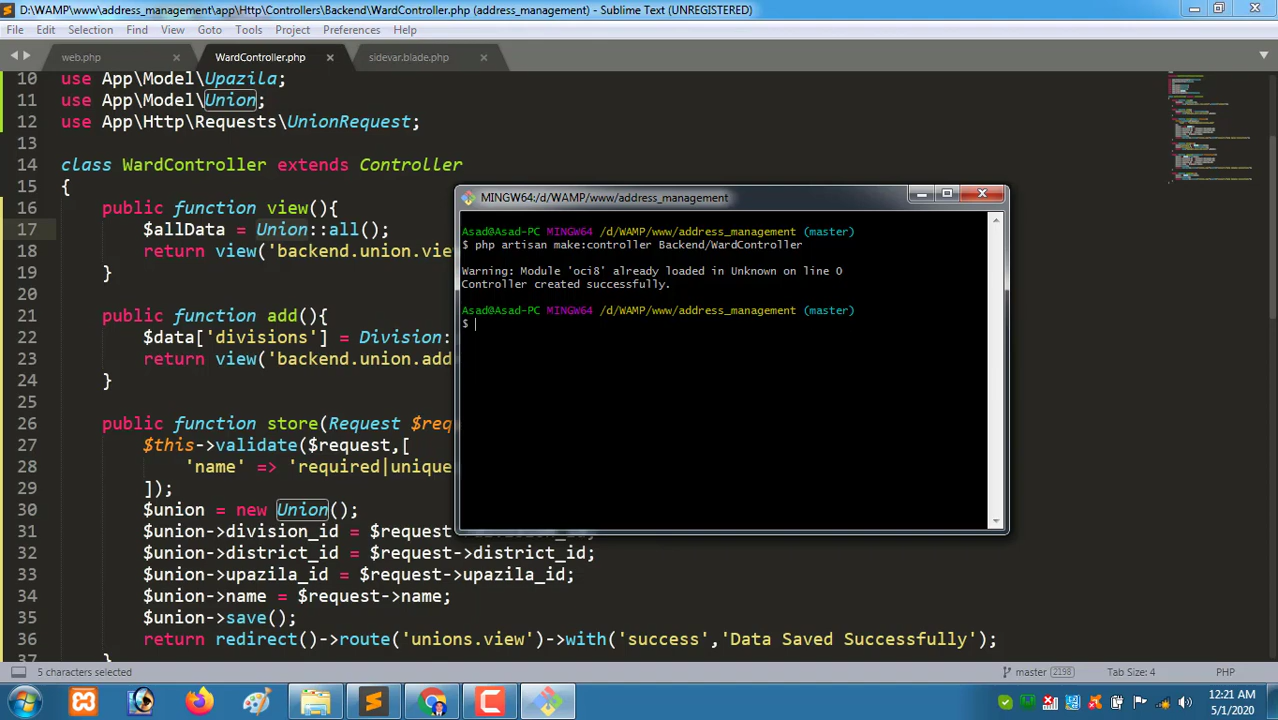 D:\WAMP\www\address_management\app\Http\Controllers\Backend\WardController.php (address_management) - Sublime Text (UNREGISTERED)
File Edit Selection Find View Goto Tools Project Preferences Help
web.php WardController.php sidevar.blade.php
10 use App\Model\Upazila;
11 use App\Model\Union;
12 use App\Http\Requests\UnionRequest;
13
14 class WardController extends Controller
15 {
16 public function view(){
17 $allData = Union::all();
18 return view('backend.union.vie
19 }
20
21 public function add(){
22 $data['divisions'] = Division:
23 return view('backend.union.add
24 }
25
26 public function store(Request $req
27 $this->validate($request,[
28 'name' => 'required|unique
29 ]);
30 $union = new Union();
31 $union->division_id = $request
32 $union->district_id = $request->district_id;
33 $union->upazila_id = $request->upazila_id;
34 $union->name = $request->name;
35 $union->save();
36 return redirect()->route('unions.view')->with('success','Data Saved Successfully');
37 }
MINGW64:/d/WAMP/www/address_management
Asad@Asad-PC MINGW64 /d/WAMP/www/address_management (master)
$ php artisan make:controller Backend/WardController
Warning: Module 'oci8' already loaded in Unknown on line 0
Controller created successfully.
Asad@Asad-PC MINGW64 /d/WAMP/www/address_management (master)
$
5 characters selected master 2198 Tab Size: 4 PHP
12:21 AM
5/1/2020